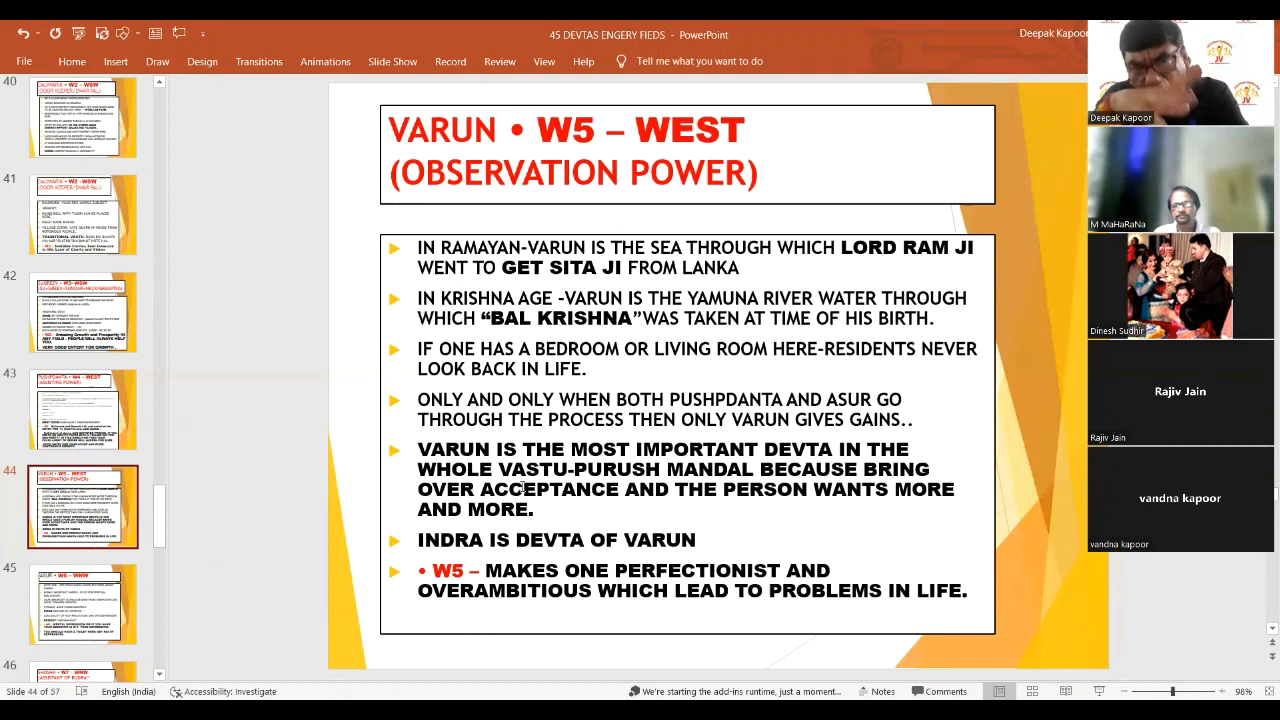 45 DEVTAS ENGERY FIEDS - PowerPoint
Deepak Kapoor
File Home Insert Draw Design Transitions Animations Slide Show Record Review View Help Tell me what you want to do
40
41
42
43
44
45
46
VARUN • W5 – WEST
(OBSERVATION POWER)
IN RAMAYAN-VARUN IS THE SEA THROUGH WHICH LORD RAM JI
WENT TO GET SITA JI FROM LANKA
IN KRISHNA AGE -VARUN IS THE YAMUNA RIVER WATER THROUGH
WHICH “BAL KRISHNA”WAS TAKEN AT TIME OF HIS BIRTH.
IF ONE HAS A BEDROOM OR LIVING ROOM HERE-RESIDENTS NEVER
LOOK BACK IN LIFE.
ONLY AND ONLY WHEN BOTH PUSHPDANTA AND ASUR GO
THROUGH THE PROCESS THEN ONLY VARUN GIVES GAINS..
VARUN IS THE MOST IMPORTANT DEVTA IN THE
WHOLE VASTU-PURUSH MANDAL BECAUSE BRING
OVER ACCEPTANCE AND THE PERSON WANTS MORE
AND MORE.
INDRA IS DEVTA OF VARUN
• W5 – MAKES ONE PERFECTIONIST AND
OVERAMBITIOUS WHICH LEAD TO PROBLEMS IN LIFE.
Deepak Kapoor
M MaHaRaNa
Dinesh Sudhir
Rajiv Jain
Rajiv Jain
vandna kapoor
vandna kapoor
Slide 44 of 57 English (India) Accessibility: Investigate We're starting the add-ins runtime, just a moment... Notes Comments 98%